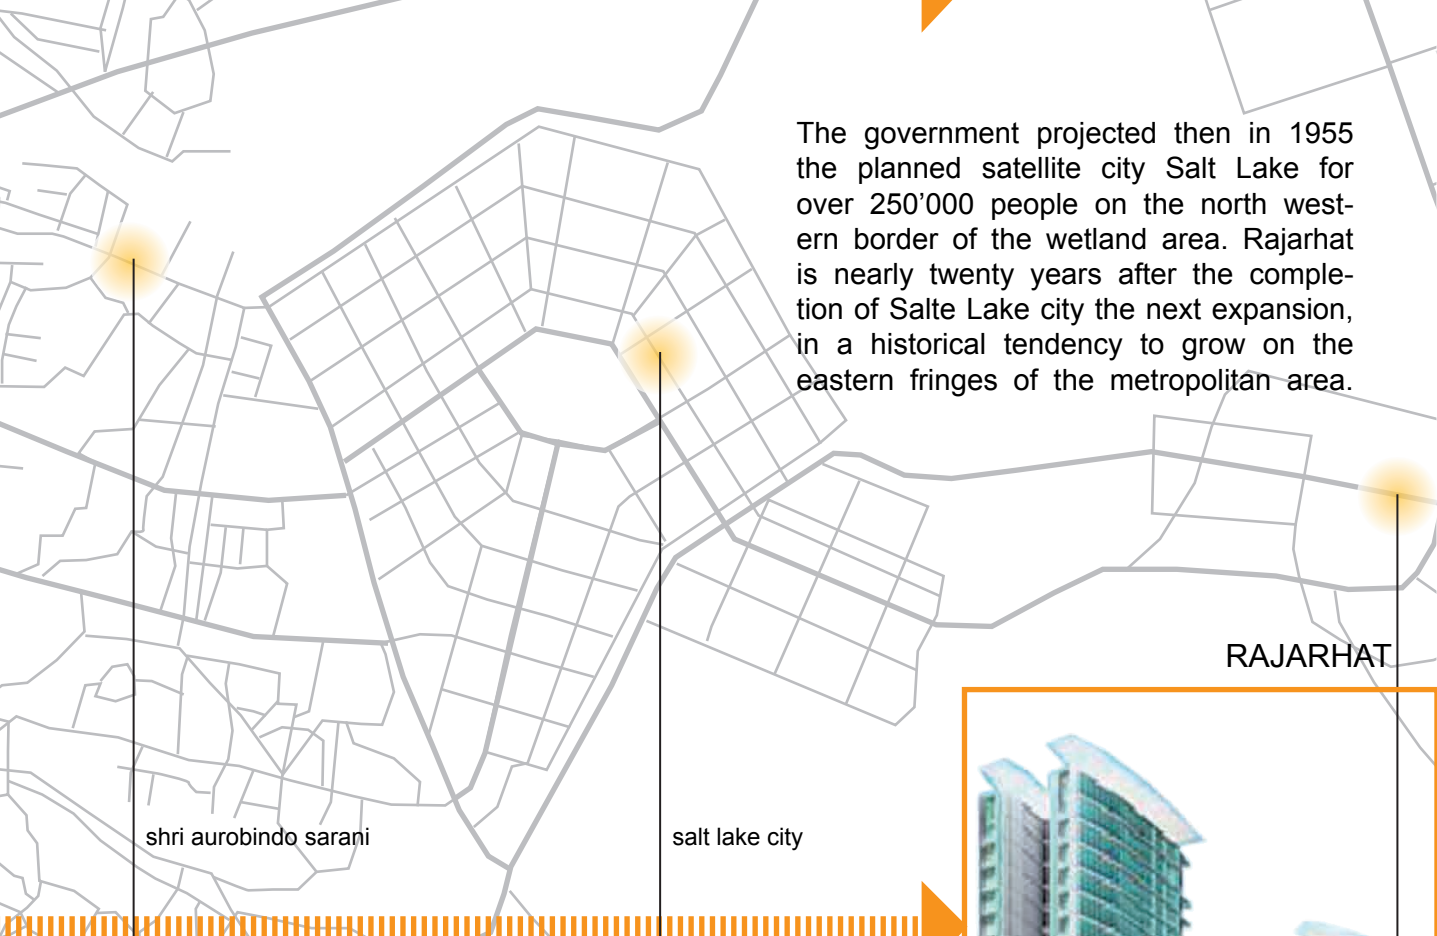 The government projected then in 1955
the planned satellite city Salt Lake for
over 250’000 people on the north west-
ern border of the wetland area. Rajarhat
is nearly twenty years after the comple-
tion of Salte Lake city the next expansion,
in a historical tendency to grow on the
eastern fringes of the metropolitan area.
RAJARHAT
shri aurobindo sarani
salt lake city